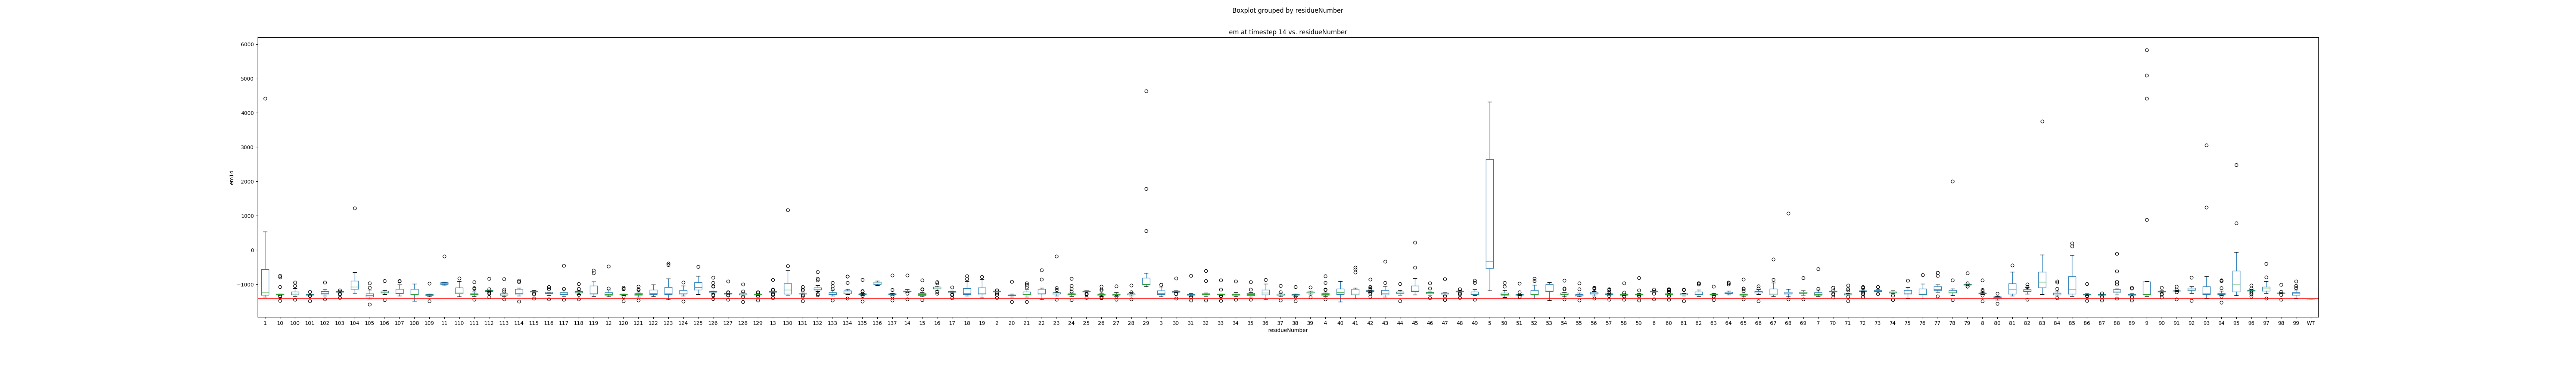 Boxplot grouped by residueNumber
em at timestep 14 vs. residueNumber
6000
5000
4000
3000
2000
1000
0
−1000
em14
1 10 100 101 102 103 104 105 106 107 108 109 11 110 111 112 113 114 115 116 117 118 119 12 120 121 122 123 124 125 126 127 128 129 13 130 131 132 133 134 135 136 137 14 15 16 17 18 19 2 20 21 22 23 24 25 26 27 28 29 3 30 31 32 33 34 35 36 37 38 39 4 40 41 42 43 44 45 46 47 48 49 5 50 51 52 53 54 55 56 57 58 59 6 60 61 62 63 64 65 66 67 68 69 7 70 71 72 73 74 75 76 77 78 79 8 80 81 82 83 84 85 86 87 88 89 9 90 91 92 93 94 95 96 97 98 99 WT
residueNumber